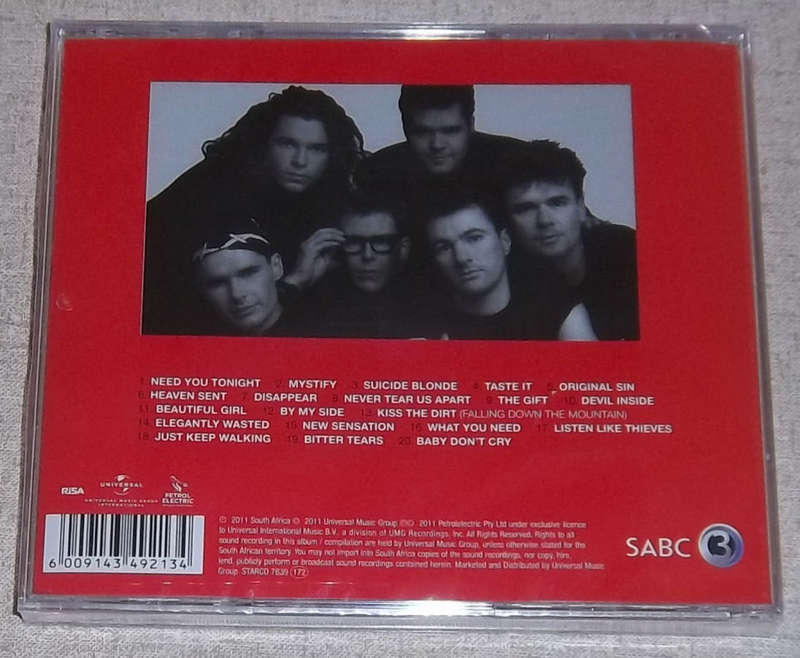 1 NEED YOU TONIGHT 2 MYSTIFY 3 SUICIDE BLONDE 4 TASTE IT 5 ORIGINAL SIN
6 HEAVEN SENT 7 DISAPPEAR 8 NEVER TEAR US APART 9 THE GIFT 10 DEVIL INSIDE
11 BEAUTIFUL GIRL 12 BY MY SIDE 13 KISS THE DIRT (FALLING DOWN THE MOUNTAIN)
14 ELEGANTLY WASTED 15 NEW SENSATION 16 WHAT YOU NEED 17 LISTEN LIKE THIEVES
18 JUST KEEP WALKING 19 BITTER TEARS 20 BABY DON'T CRY
RiSA
UNIVERSAL
UNIVERSAL MUSIC GROUP
INTERNATIONAL
PETROL
ELECTRIC
6 009143 492134
℗ 2011 South Africa © 2011 Universal Music Group ℗© 2011 Petrolelectric Pty Ltd under exclusive licence
to Universal International Music B.V., a division of UMG Recordings, Inc. All Rights Reserved. All rights to
sound recording in this album / compilation are held by Universal Music Group, unless otherwise stated for the
South African territory. You may not import into South Africa copies of the sound recordings, nor copy, hire,
lend, publicly perform or broadcast sound recordings contained herein. Marketed and Distributed by Universal Music
Group. STARCD 7639 (172)
SABC 3